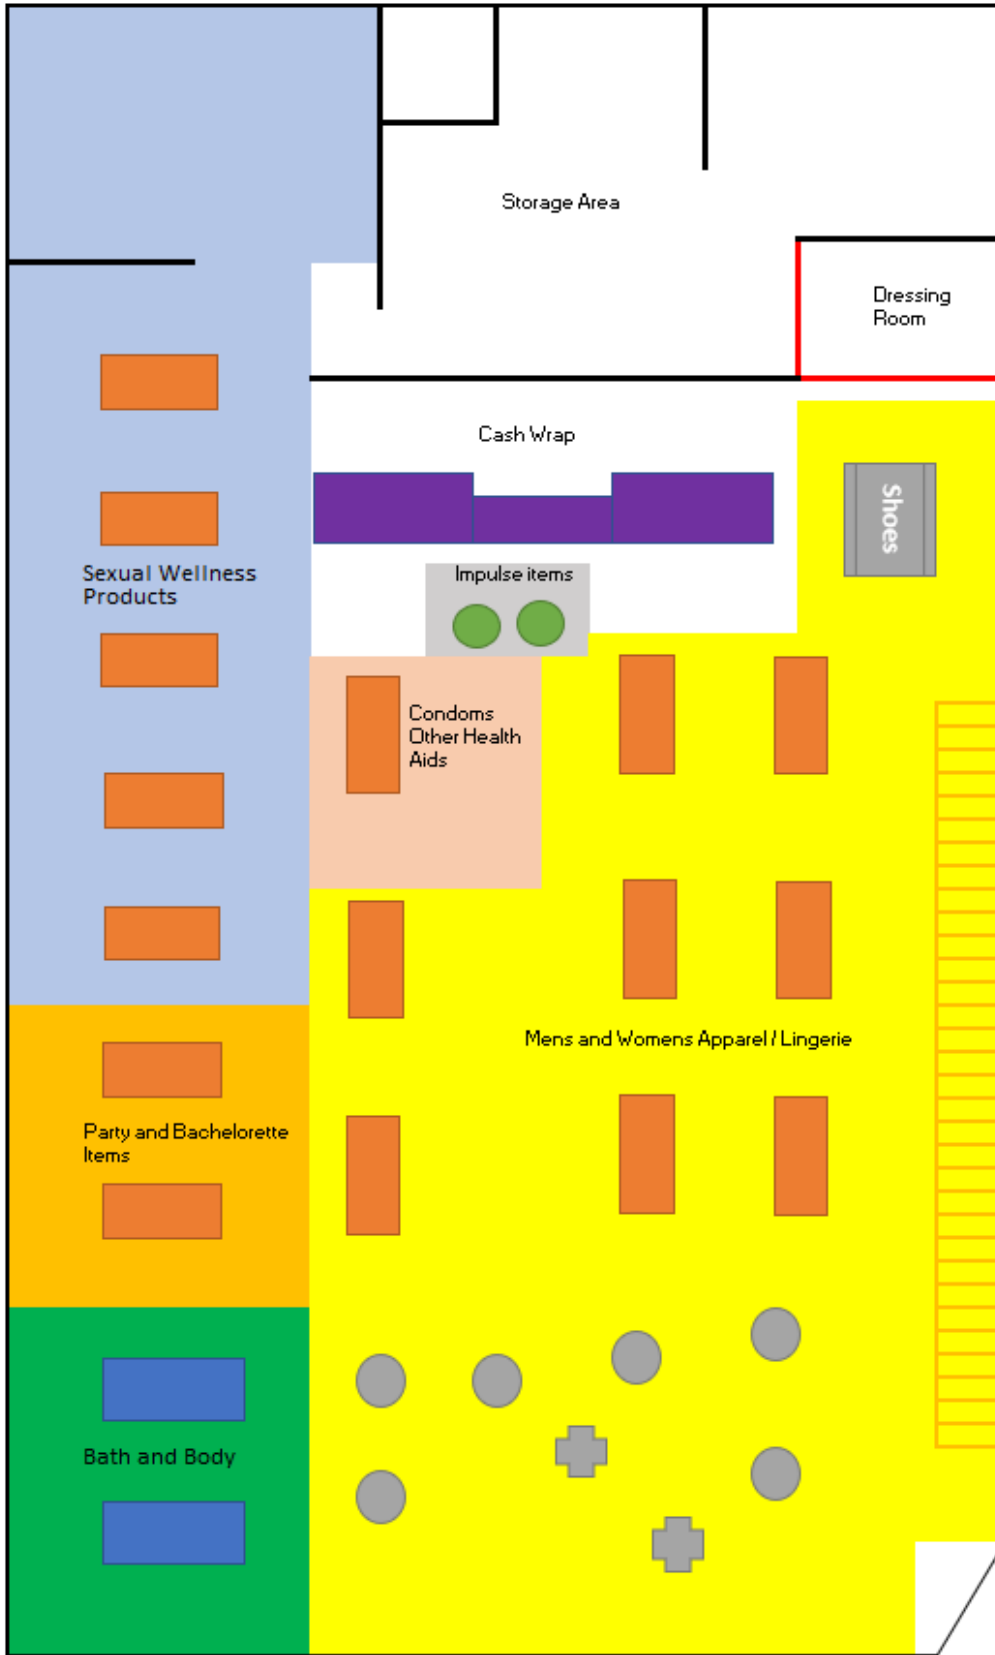 Storage Area
Dressing
Room
Cash Wrap
Shoes
Impulse items
Sexual Wellness
Products
Condoms
Other Health
Aids
Mens and Womens Apparel / Lingerie
Party and Bachelorette
Items
Bath and Body